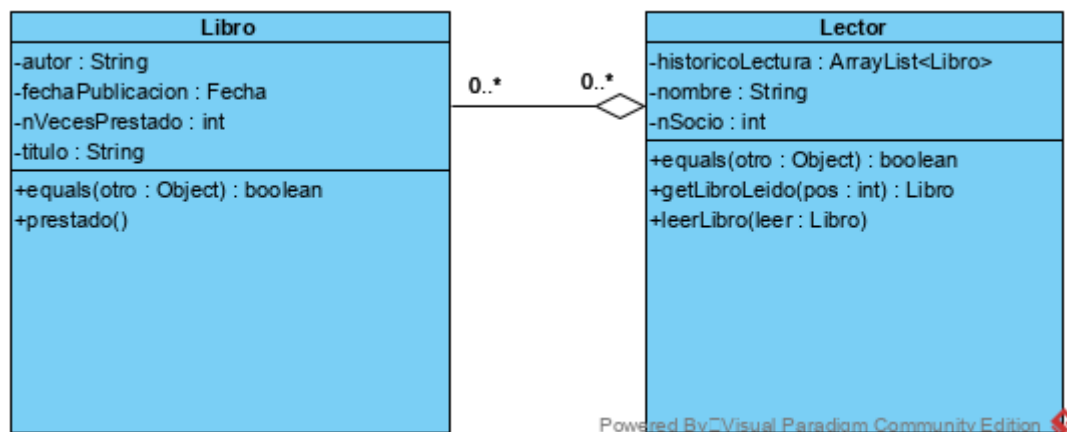 Libro
-autor : String
-fechaPublicacion : Fecha
-nVecesPrestado : int
-titulo : String
+equals(otro : Object) : boolean
+prestado()
0..*
0..*
Lector
-historicoLectura : ArrayList<Libro>
-nombre : String
-nSocio : int
+equals(otro : Object) : boolean
+getLibroLeido(pos : int) : Libro
+leerLibro(leer : Libro)
Powered By Visual Paradigm Community Edition